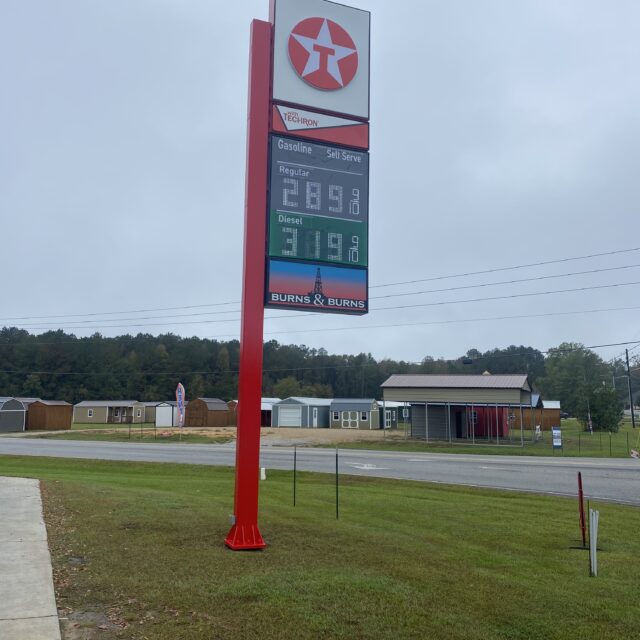 T
WITH
TECHRON
Gasoline Self Serve
Regular
289 9/10
Diesel
319 9/10
BURNS & BURNS